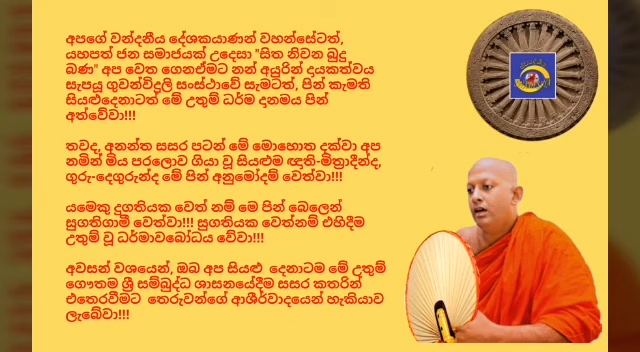 අපගේ වන්දනීය දේශකයාණන් වහන්සේටත්,
යහපත් ජන සමාජයක් උදෙසා "සිත නිවන බුදු
බණ" අප වෙත ගෙනඒමට නන් අයුරින් දායකත්වය
සැපයූ ගුවන්විදුලි සංස්ථාවේ සැමටත්, පින් කැමති
සියළුදෙනාටත් මේ උතුම් ධර්ම දානමය පින්
අත්වේවා!!!
තවද, අනන්ත සසර පටන් මේ මොහොත දක්වා අප
නමින් මිය පරලොව ගියා වූ සියළුම ඥාති-මිත්‍රාදීන්ද,
ගුරු-දෙගුරුන්ද මේ පින් අනුමෝදම් වෙත්වා!!!
යමෙකු දුගතියක වෙත් නම් මෙ පින් බෙලෙන්
සුගතිගාමී වෙත්වා!!! සුගතියක වෙත්නම් එහිදීම
උතුම් වූ ධර්මාවබෝධය වේවා!!!
අවසන් වශයෙන්, ඔබ අප සියළු දෙනාටම මේ උතුම්
ගෞතම ශ්‍රී සම්බුද්ධ ශාසනයේදීම සසර කතරින්
එතෙරවීමට තෙරුවන්ගේ ආශීර්වාදයෙන් හැකියාව
ලැබේවා!!!